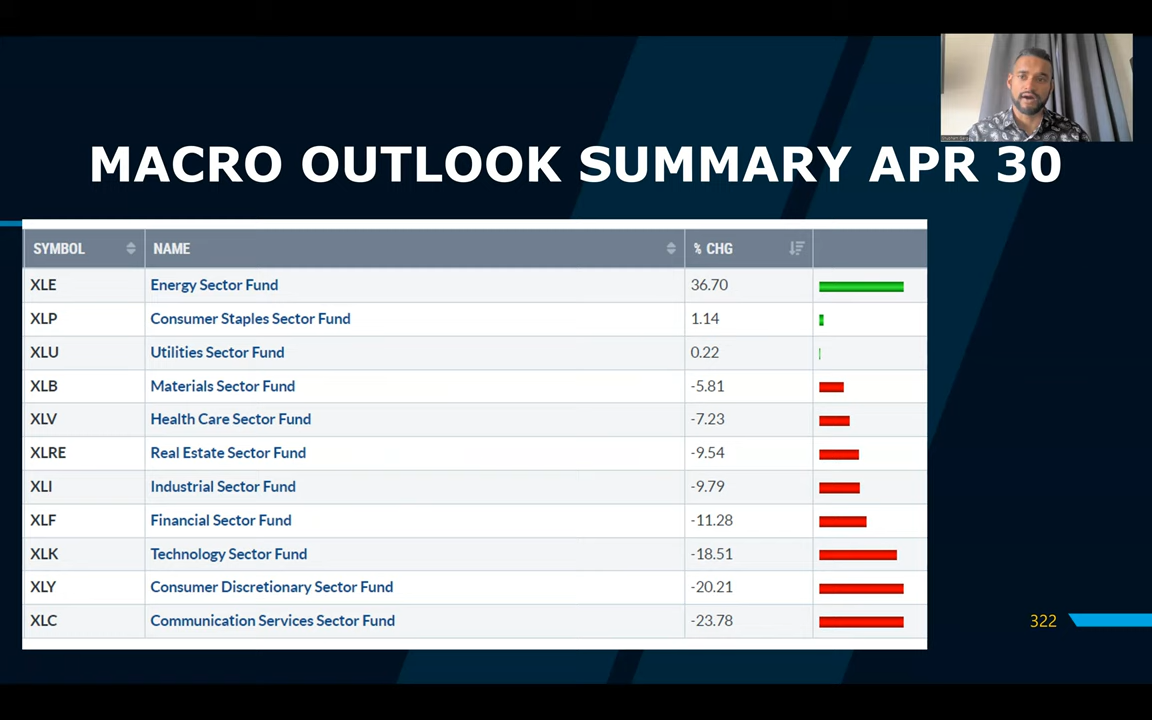 MACRO OUTLOOK SUMMARY APR 30
SYMBOL NAME % CHG
XLE Energy Sector Fund 36.70
XLP Consumer Staples Sector Fund 1.14
XLU Utilities Sector Fund 0.22
XLB Materials Sector Fund -5.81
XLV Health Care Sector Fund -7.23
XLRE Real Estate Sector Fund -9.54
XLI Industrial Sector Fund -9.79
XLF Financial Sector Fund -11.28
XLK Technology Sector Fund -18.51
XLY Consumer Discretionary Sector Fund -20.21
XLC Communication Services Sector Fund -23.78
322